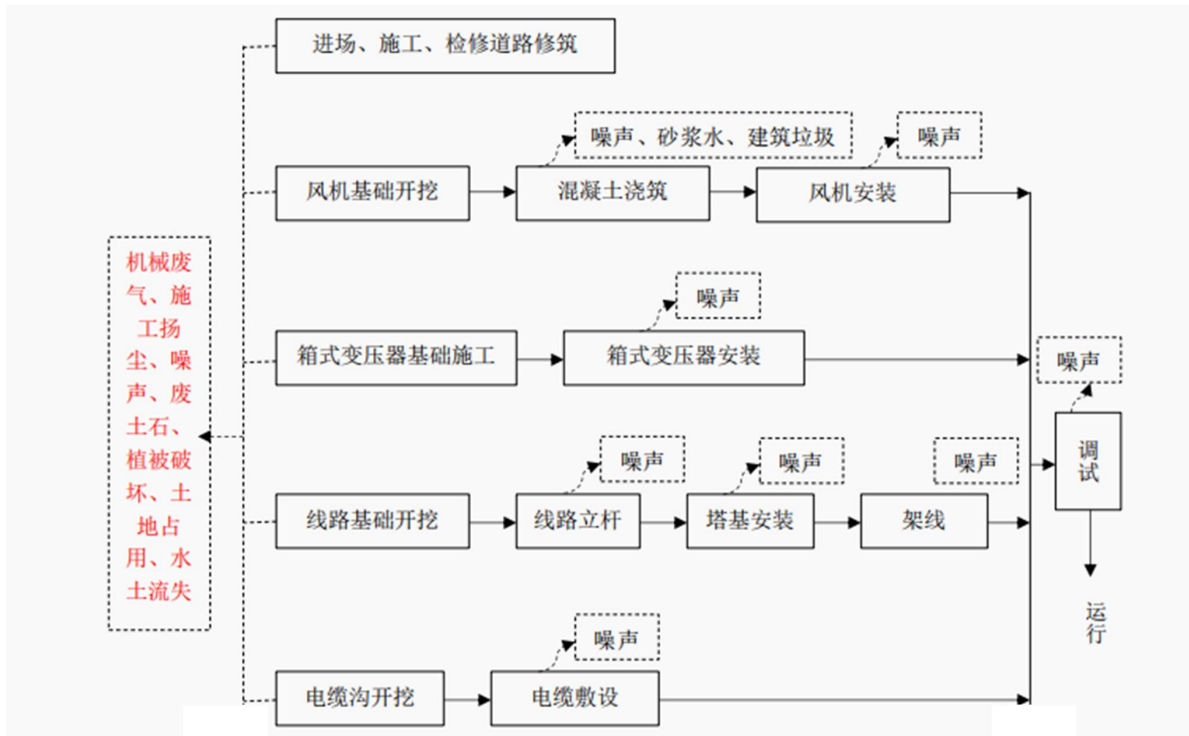 进场、施工、检修道路修筑
噪声、砂浆水、建筑垃圾
噪声
风机基础开挖
混凝土浇筑
风机安装
机械废
气、施
工扬
尘、噪
声、废
土石、
植被破
坏、土
地占
用、水
土流失
噪声
箱式变压器基础施工
箱式变压器安装
噪声
调
试
噪声
噪声
噪声
线路基础开挖
线路立杆
塔基安装
架线
运
行
噪声
电缆沟开挖
电缆敷设